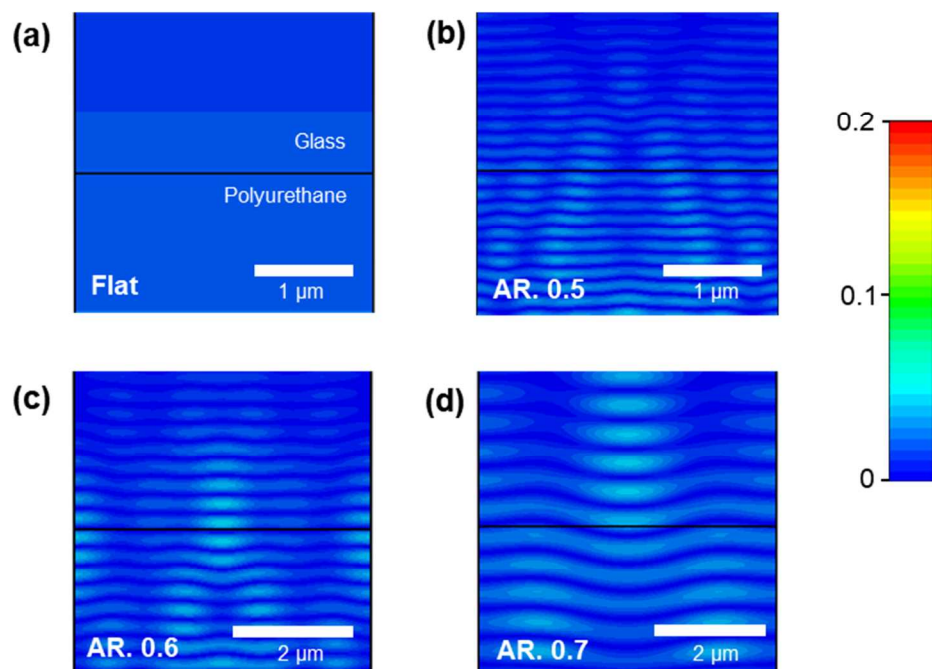 (a)
Glass
Polyurethane
Flat
1 μm
(b)
AR. 0.5
1 μm
0.2
0.1
0
(c)
AR. 0.6
2 μm
(d)
AR. 0.7
2 μm